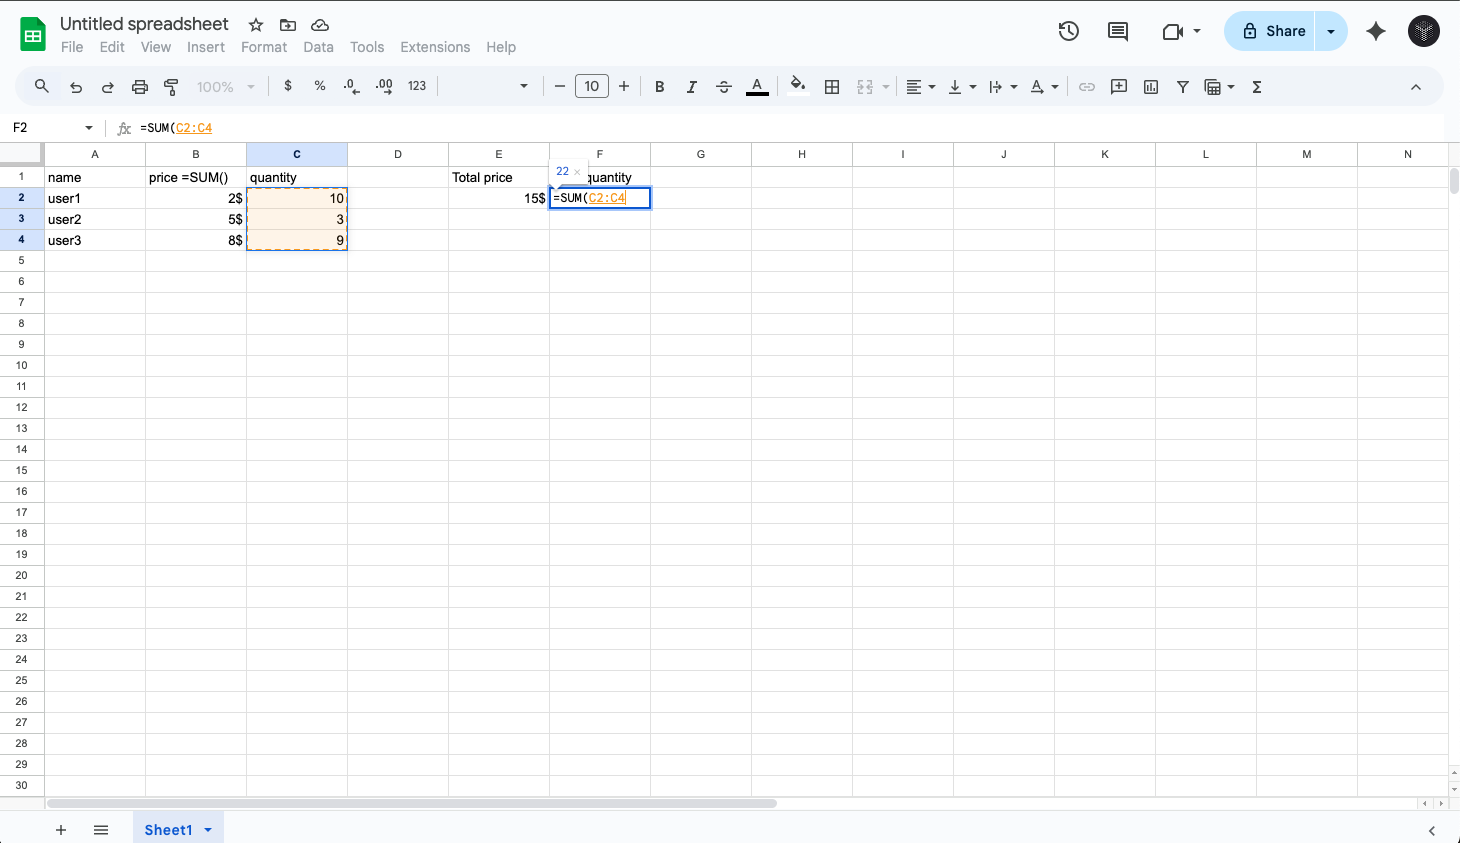 Untitled spreadsheet
File Edit View Insert Format Data Tools Extensions Help
Share
100% $ % .0 .00 123 10 B I A A Σ
F2 fx =SUM(C2:C4
A B C D E F G H I J K L M N
22 ×
1 name price =SUM() quantity Total price quantity
2 user1 2$ 10 15$ =SUM(C2:C4
3 user2 5$ 3
4 user3 8$ 9
5
6
7
8
9
10
11
12
13
14
15
16
17
18
19
20
21
22
23
24
25
26
27
28
29
30
Sheet1